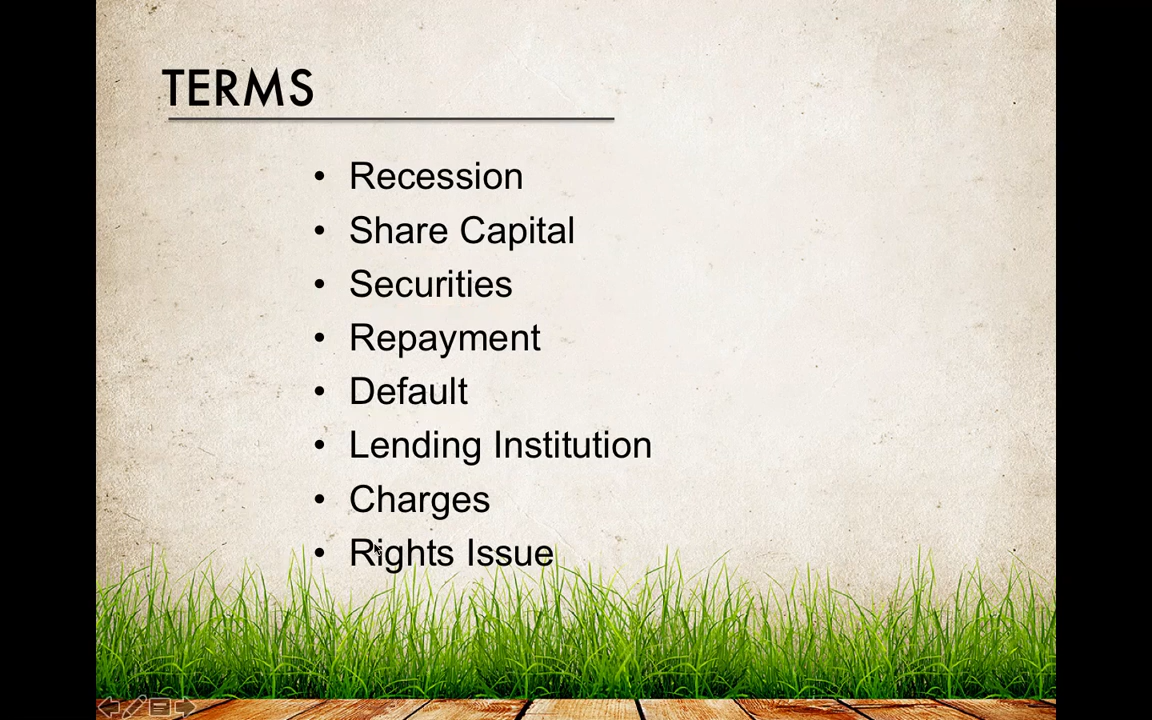 TERMS
• Recession
• Share Capital
• Securities
• Repayment
• Default
• Lending Institution
• Charges
• Rights Issue